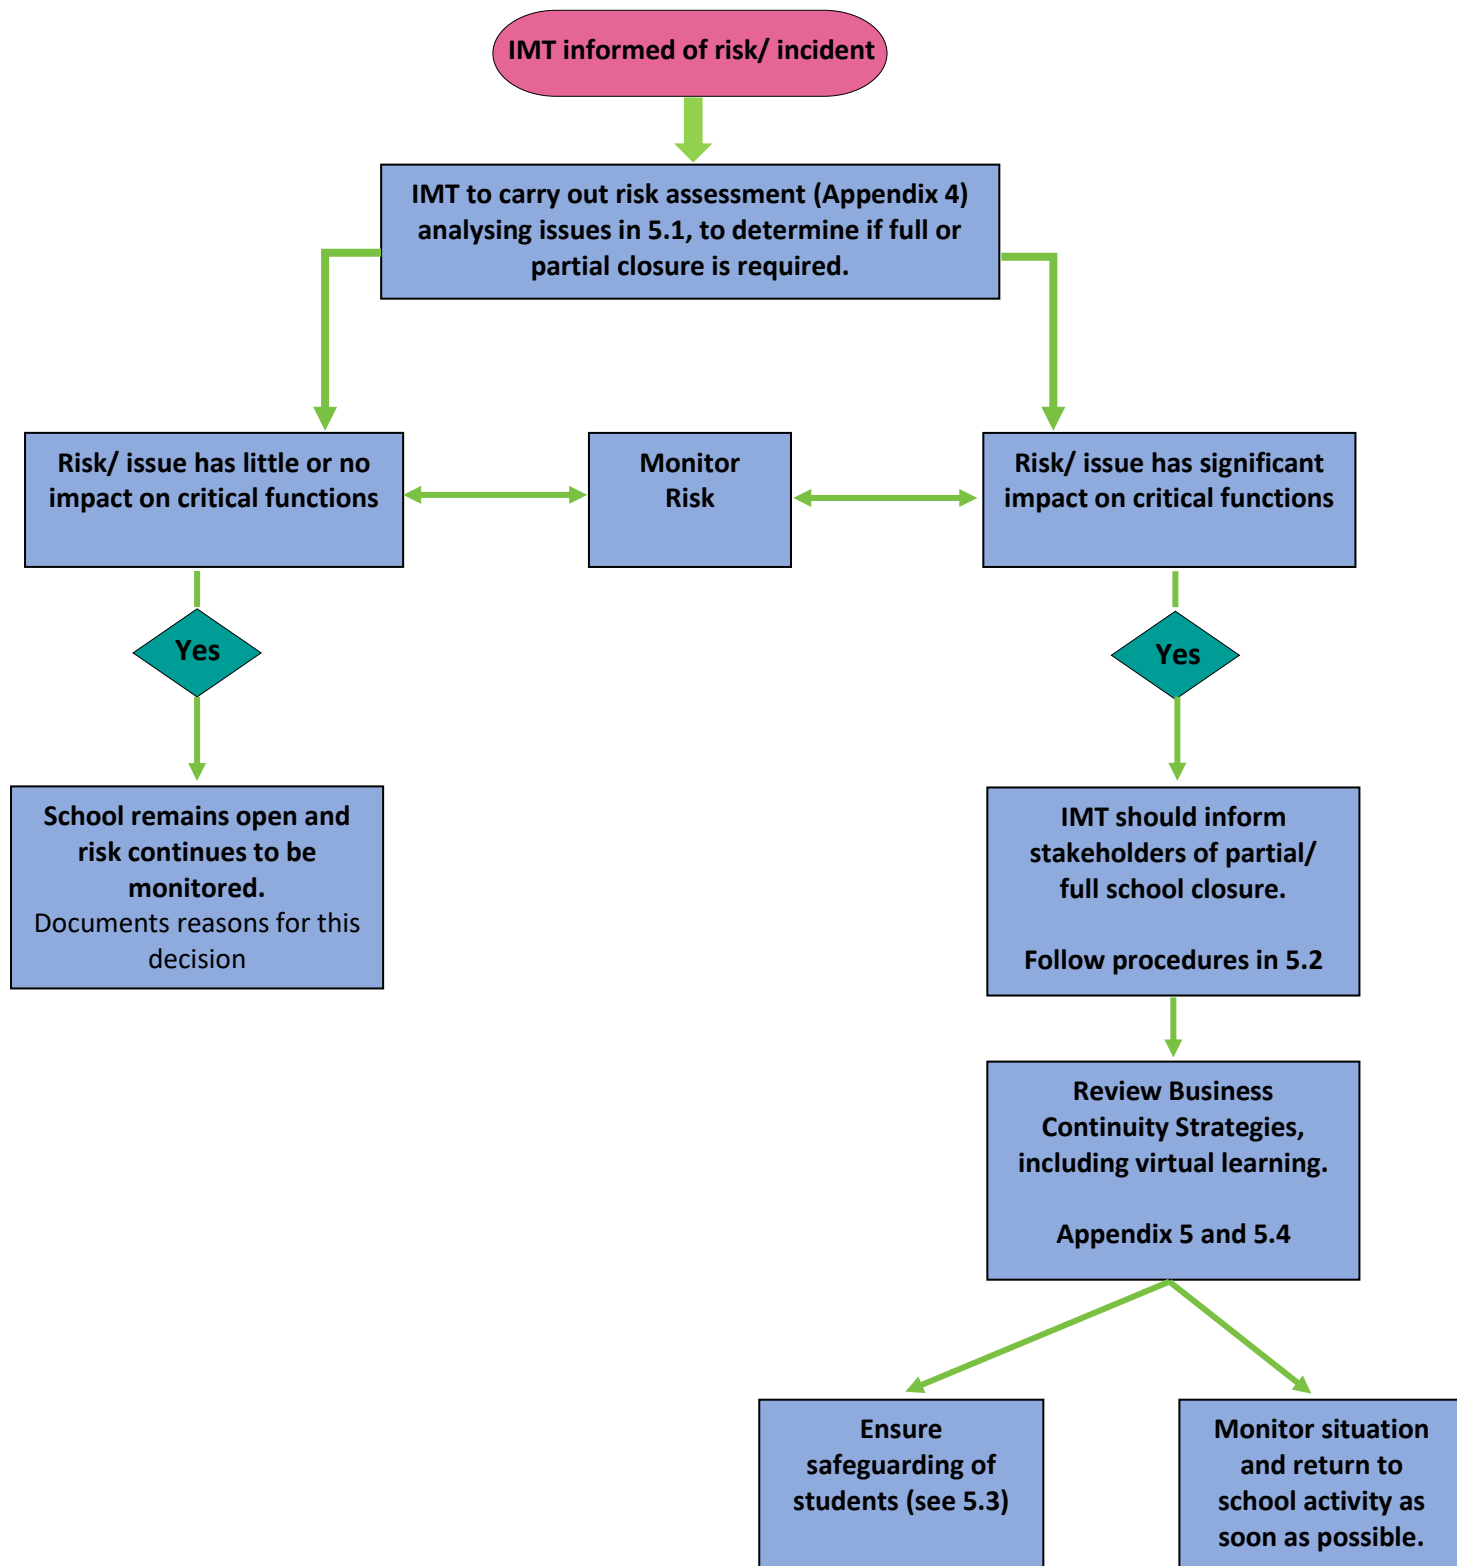 IMT informed of risk/ incident
IMT to carry out risk assessment (Appendix 4)
analysing issues in 5.1, to determine if full or
partial closure is required.
Risk/ issue has little or no
impact on critical functions
Monitor
Risk
Risk/ issue has significant
impact on critical functions
Yes
Yes
School remains open and
risk continues to be
monitored.
Documents reasons for this
decision
IMT should inform
stakeholders of partial/
full school closure.
Follow procedures in 5.2
Review Business
Continuity Strategies,
including virtual learning.
Appendix 5 and 5.4
Ensure
safeguarding of
students (see 5.3)
Monitor situation
and return to
school activity as
soon as possible.